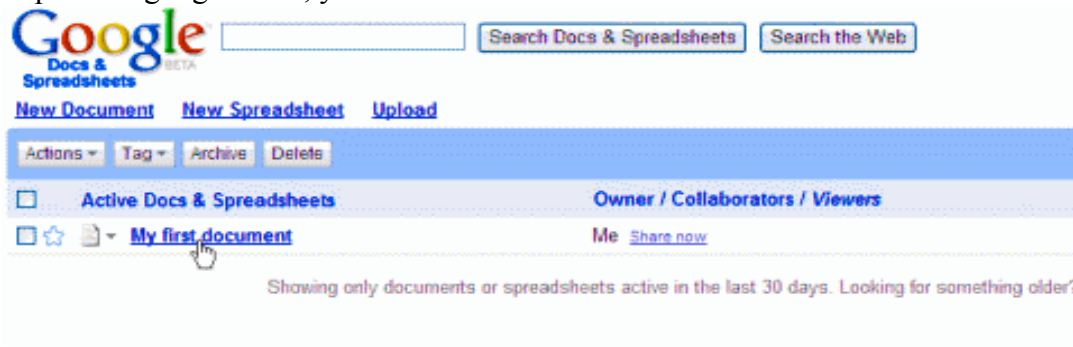 Google
Search Docs & Spreadsheets Search the Web
Docs & Spreadsheets BETA
New Document New Spreadsheet Upload
Actions Tag Archive Delete
Active Docs & Spreadsheets Owner / Collaborators / Viewers
My first document Me Share now
Showing only documents or spreadsheets active in the last 30 days. Looking for something older?